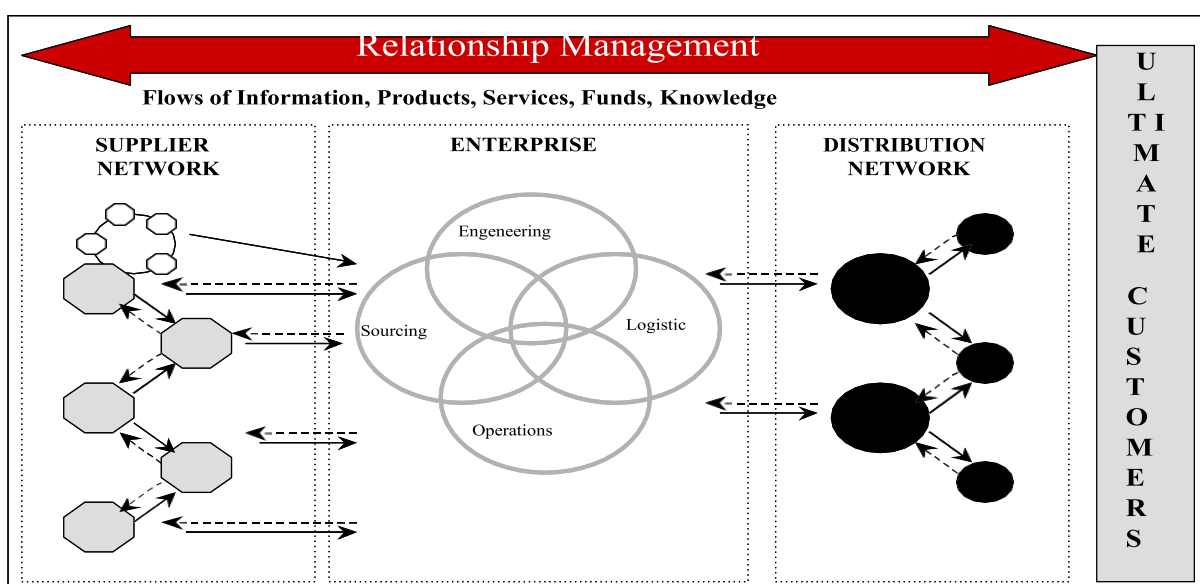 Relationship Management
Flows of Information, Products, Services, Funds, Knowledge
SUPPLIER
NETWORK
ENTERPRISE
DISTRIBUTION
NETWORK
Engeneering
Sourcing
Logistic
Operations
U
L
T I
M
A
T
E
C
U
S
T
O
M
E
R
S